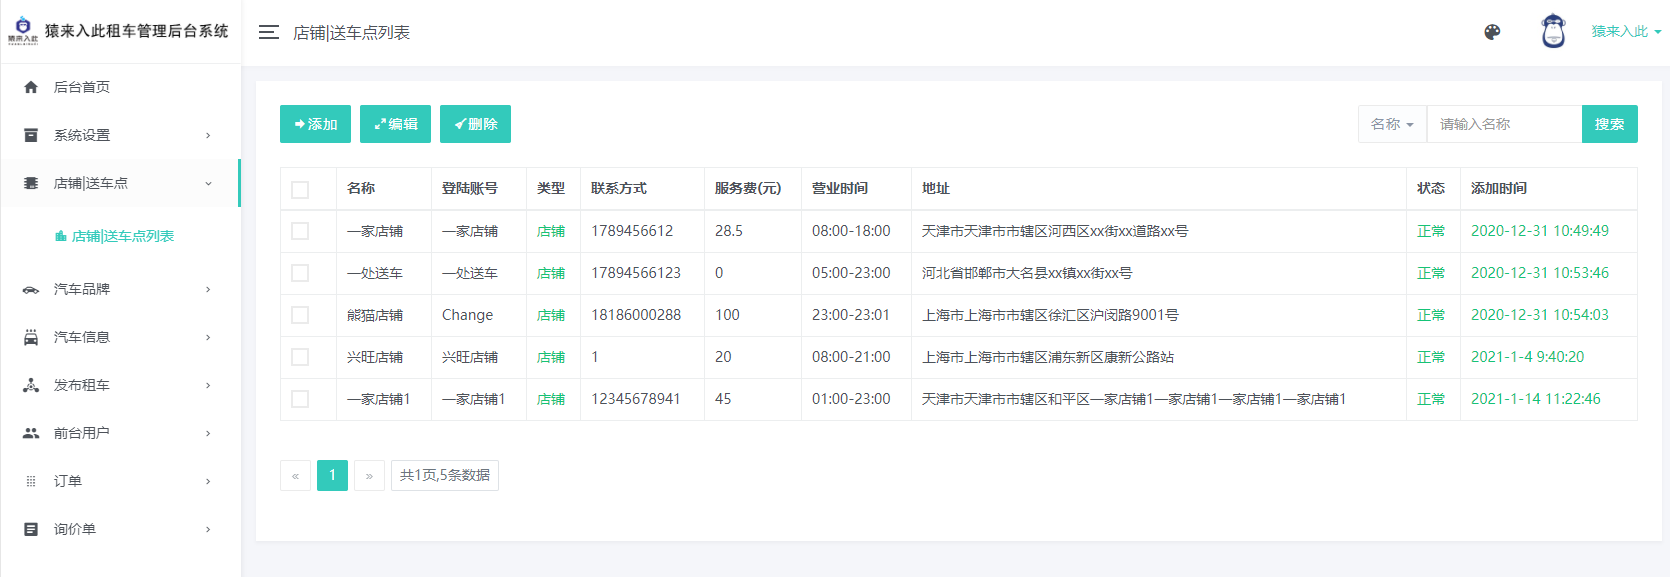 猿来入此租车管理后台系统
店铺|送车点列表
猿来入此
后台首页
系统设置
店铺|送车点
店铺|送车点列表
汽车品牌
汽车信息
发布租车
前台用户
订单
询价单
添加 编辑 删除
名称 请输入名称 搜索
名称 登陆账号 类型 联系方式 服务费(元) 营业时间 地址 状态 添加时间
一家店铺 一家店铺 店铺 1789456612 28.5 08:00-18:00 天津市天津市市辖区河西区xx街xx道路xx号 正常 2020-12-31 10:49:49
一处送车 一处送车 店铺 17894566123 0 05:00-23:00 河北省邯郸市大名县xx镇xx街xx号 正常 2020-12-31 10:53:46
熊猫店铺 Change 店铺 18186000288 100 23:00-23:01 上海市上海市市辖区徐汇区沪闵路9001号 正常 2020-12-31 10:54:03
兴旺店铺 兴旺店铺 店铺 1 20 08:00-21:00 上海市上海市市辖区浦东新区康新公路站 正常 2021-1-4 9:40:20
一家店铺1 一家店铺1 店铺 12345678941 45 01:00-23:00 天津市天津市市辖区和平区一家店铺1一家店铺1一家店铺1一家店铺1 正常 2021-1-14 11:22:46
« 1 » 共1页,5条数据